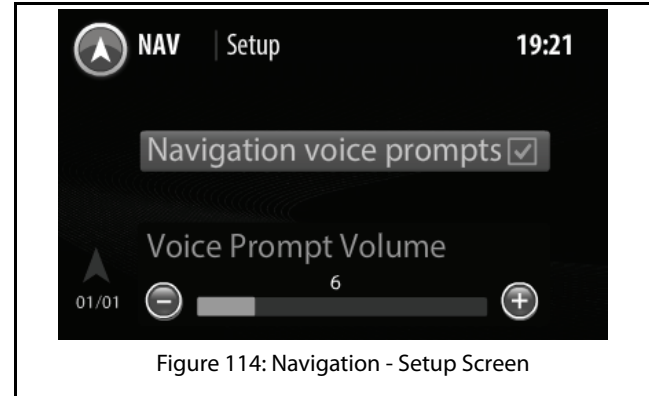 NAV Setup 19:21
Navigation voice prompts
Voice Prompt Volume
6
01/01
Figure 114: Navigation - Setup Screen